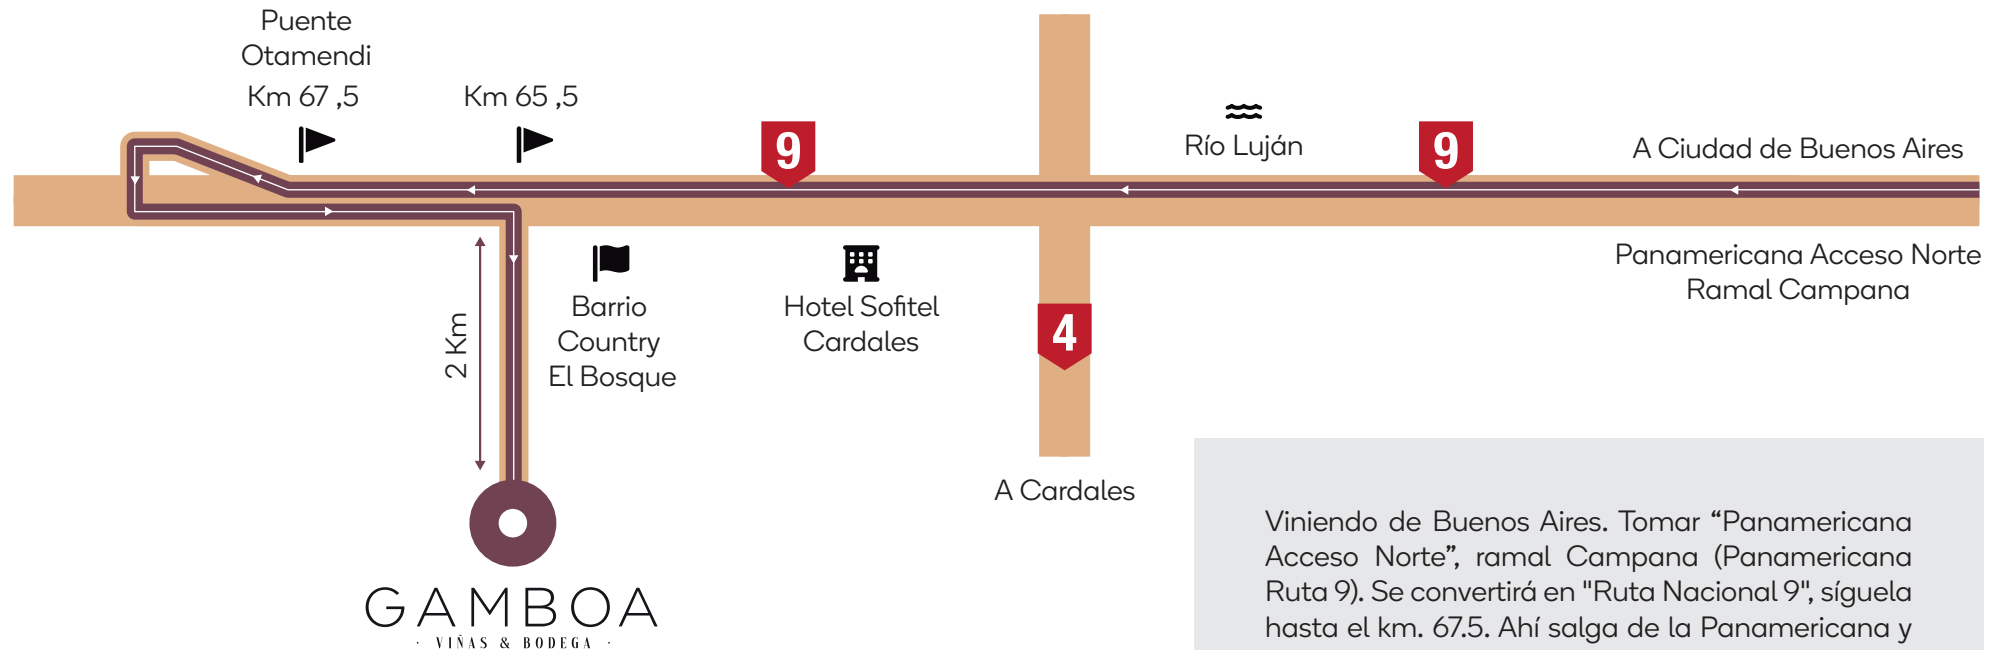 Puente
Otamendi
Km 67 ,5
Km 65 ,5
9
Río Luján
9
A Ciudad de Buenos Aires
Panamericana Acceso Norte
Ramal Campana
2 Km
Barrio
Country
El Bosque
Hotel Sofitel
Cardales
4
A Cardales
GAMBOA
· VIÑAS & BODEGA ·
Viniendo de Buenos Aires. Tomar “Panamericana
Acceso Norte”, ramal Campana (Panamericana
Ruta 9). Se convertirá en "Ruta Nacional 9", síguela
hasta el km. 67.5. Ahí salga de la Panamericana y